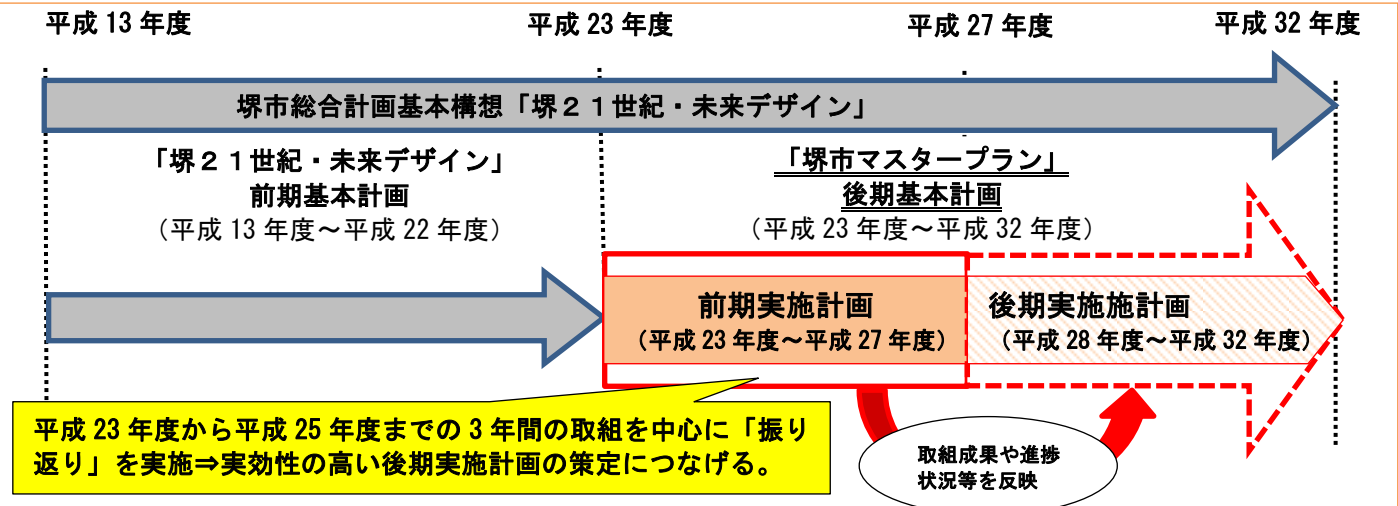 平成 13 年度
平成 23 年度
平成 27 年度
平成 32 年度
堺市総合計画基本構想「堺２１世紀・未来デザイン」
「堺２１世紀・未来デザイン」
前期基本計画
（平成 13 年度～平成 22 年度）
「堺市マスタープラン」
後期基本計画
（平成 23 年度～平成 32 年度）
前期実施計画
（平成 23 年度～平成 27 年度）
後期実施施計画
（平成 28 年度～平成 32 年度）
平成 23 年度から平成 25 年度までの 3 年間の取組を中心に「振り
返り」を実施⇒実効性の高い後期実施計画の策定につなげる。
取組成果や進捗
状況等を反映